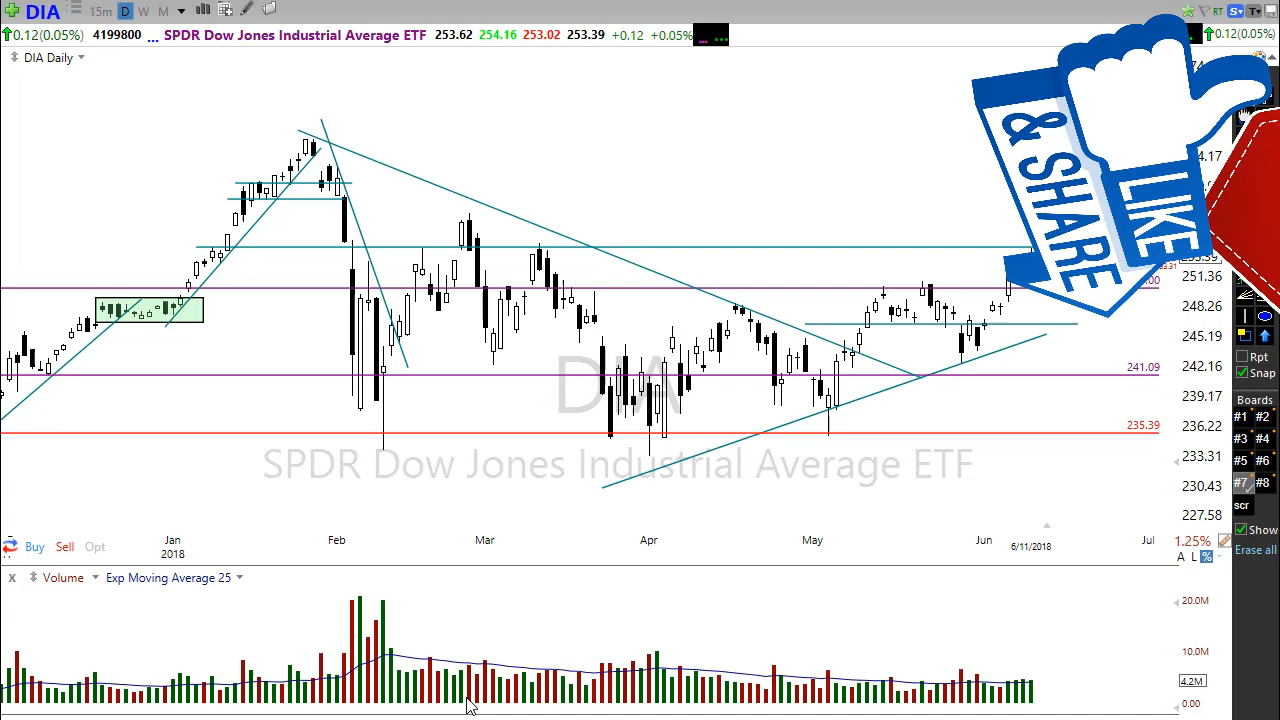 DIA 15m D W M RT S T
0.12(0.05%) 4199800 ... SPDR Dow Jones Industrial Average ETF 253.62 254.16 253.02 253.39 +0.12 +0.05% 0.12(0.05%)
DIA Daily
& SHARE
LIKE
251.36
248.26
245.19
Rpt
242.16
241.09
Snap
DIA
239.17
Boards
#1 #2
235.39
236.22
#3 #4
SPDR Dow Jones Industrial Average ETF
233.31
#5 #6
230.43
#7 #8
scr
227.58
Show
Jan Feb Mar Apr May Jun Jul
2018
6/11/2018
Buy Sell Opt
1.25%
Erase all
A L %
X Volume Exp Moving Average 25
20.0M
10.0M
4.2M
0.00